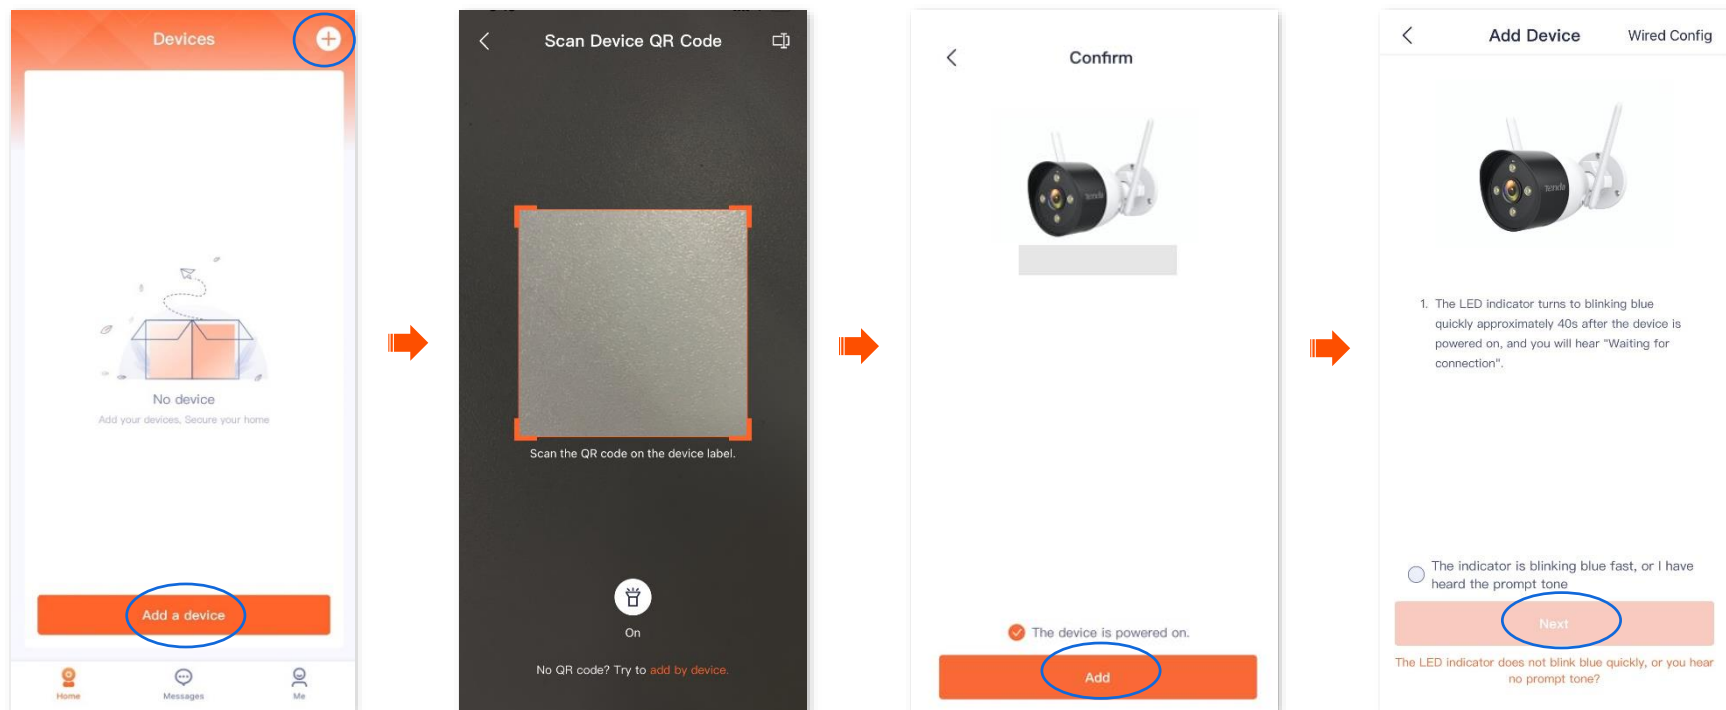 Devices
No device
Add your devices, Secure your home
Add a device
Home
Messages
Me
Scan Device QR Code
Scan the QR code on the device label.
On
No QR code? Try to add by device.
Confirm
Tenda
The device is powered on.
Add
Add Device
Wired Config
Tenda
1. The LED indicator turns to blinking blue
quickly approximately 40s after the device is
powered on, and you will hear "Waiting for
connection".
The indicator is blinking blue fast, or I have
heard the prompt tone
Next
The LED indicator does not blink blue quickly, or you hear
no prompt tone?